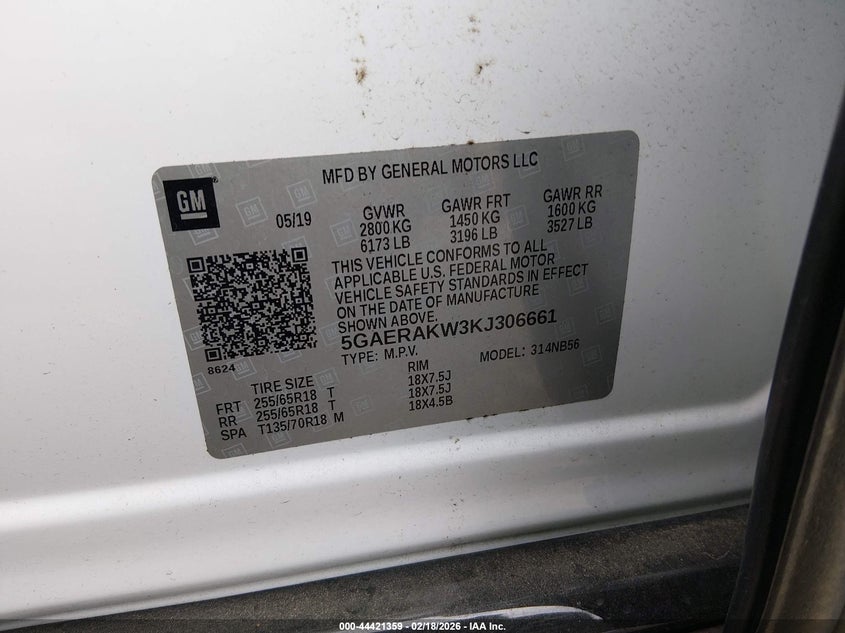 MFD BY GENERAL MOTORS LLC
GM
05/19 GVWR GAWR FRT GAWR RR
2800 KG 1450 KG 1600 KG
6173 LB 3196 LB 3527 LB
THIS VEHICLE CONFORMS TO ALL
APPLICABLE U.S. FEDERAL MOTOR
VEHICLE SAFETY STANDARDS IN EFFECT
ON THE DATE OF MANUFACTURE
SHOWN ABOVE.
5GAERAKW3KJ306661
8624 TYPE: M.P.V. MODEL: 314NB56
TIRE SIZE RIM
FRT 255/65R18 T 18X7.5J
RR 255/65R18 T 18X7.5J
SPA T135/70R18 M 18X4.5B
000-44421359 - 02/18/2026 - IAA Inc.